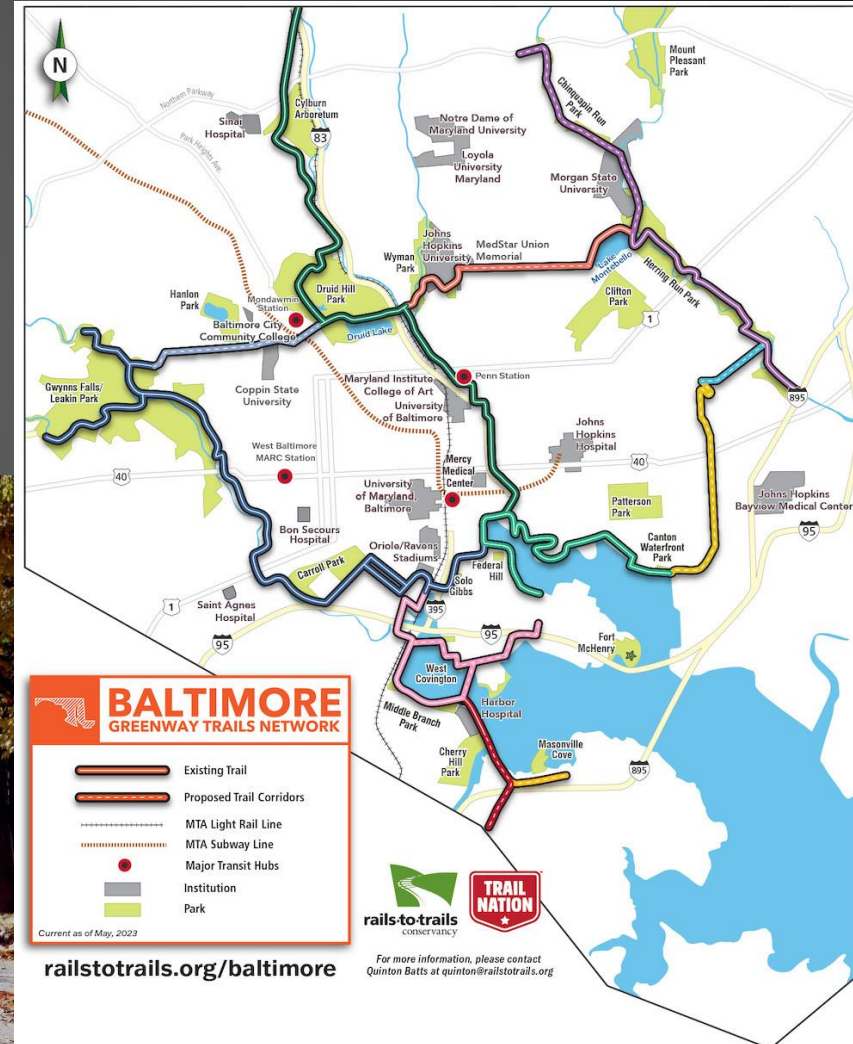 N
Mount
Pleasant
Park
Chinquapin Run
Park
Northern Parkway
Cylburn
Arboretum
Sinai
Hospital
83
Notre Dame of
Maryland University
Loyola
University
Maryland
Park Heights Ave.
Morgan State
University
Johns
Hopkins
University
MedStar Union
Memorial
Wyman
Park
Lake
Montebello
Herring Run Park
Druid Hill
Park
Clifton
Park
Hanlon
Park
Mondawmin
Station
1
Baltimore City
Community College
Druid Lake
Gwynns Falls/
Leakin Park
Coppin State
University
Maryland Institute
College of Art
Penn Station
University
of Baltimore
895
Johns
Hopkins
Hospital
West Baltimore
MARC Station
Mercy
Medical
Center
40
40
University
of Maryland,
Baltimore
Patterson
Park
Johns Hopkins
Bayview Medical Center
Bon Secours
Hospital
95
Oriole/Ravens
Stadiums
Canton
Waterfront
Park
Carroll Park
Federal
Hill
Solo
Gibbs
1
Saint Agnes
Hospital
395
95
95
Fort
McHenry
West
Covington
Middle Branch
Park
Harbor
Hospital
Cherry
Hill
Park
Masonville
Cove
895
BALTIMORE
GREENWAY TRAILS NETWORK
Existing Trail
Proposed Trail Corridors
MTA Light Rail Line
MTA Subway Line
Major Transit Hubs
Institution
Park
Current as of May, 2023
rails-to-trails
conservancy
TRAIL
NATION
railstotrails.org/baltimore
For more information, please contact
Quinton Batts at quinton@railstotrails.org